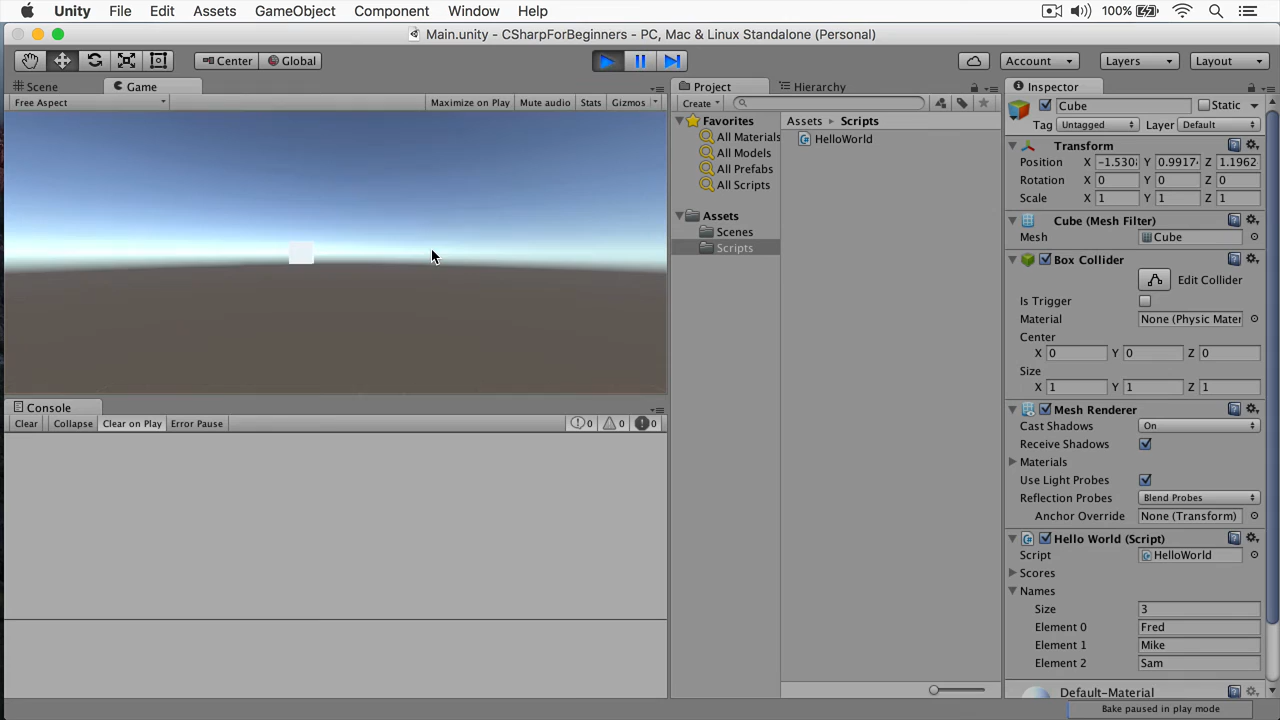 Unity File Edit Assets GameObject Component Window Help 100%
Main.unity - CSharpForBeginners - PC, Mac & Linux Standalone (Personal)
Center Global Account Layers Layout
Scene Game
Free Aspect Maximize on Play Mute audio Stats Gizmos
Console
Clear Collapse Clear on Play Error Pause 0 0 0
Project Hierarchy
Create
Favorites
All Materials
All Models
All Prefabs
All Scripts
Assets
Scenes
Scripts
Assets Scripts
HelloWorld
Inspector
Cube Static
Tag Untagged Layer Default
Transform
Position X Y Z 1.1962
Rotation X 0 Y 0 Z 0
Scale X 1 Y 1 Z 1
Cube (Mesh Filter)
Mesh Cube
Box Collider
Edit Collider
Is Trigger
Material None (Physic Mater
Center
X 0 Y 0 Z 0
Size
X 1 Y 1 Z 1
Mesh Renderer
Cast Shadows On
Receive Shadows
Materials
Use Light Probes
Reflection Probes Blend Probes
Anchor Override None (Transform)
Hello World (Script)
Script HelloWorld
Scores
Names
Size 3
Element 0 Fred
Element 1 Mike
Element 2 Sam
Default-Material
Bake paused in play mode